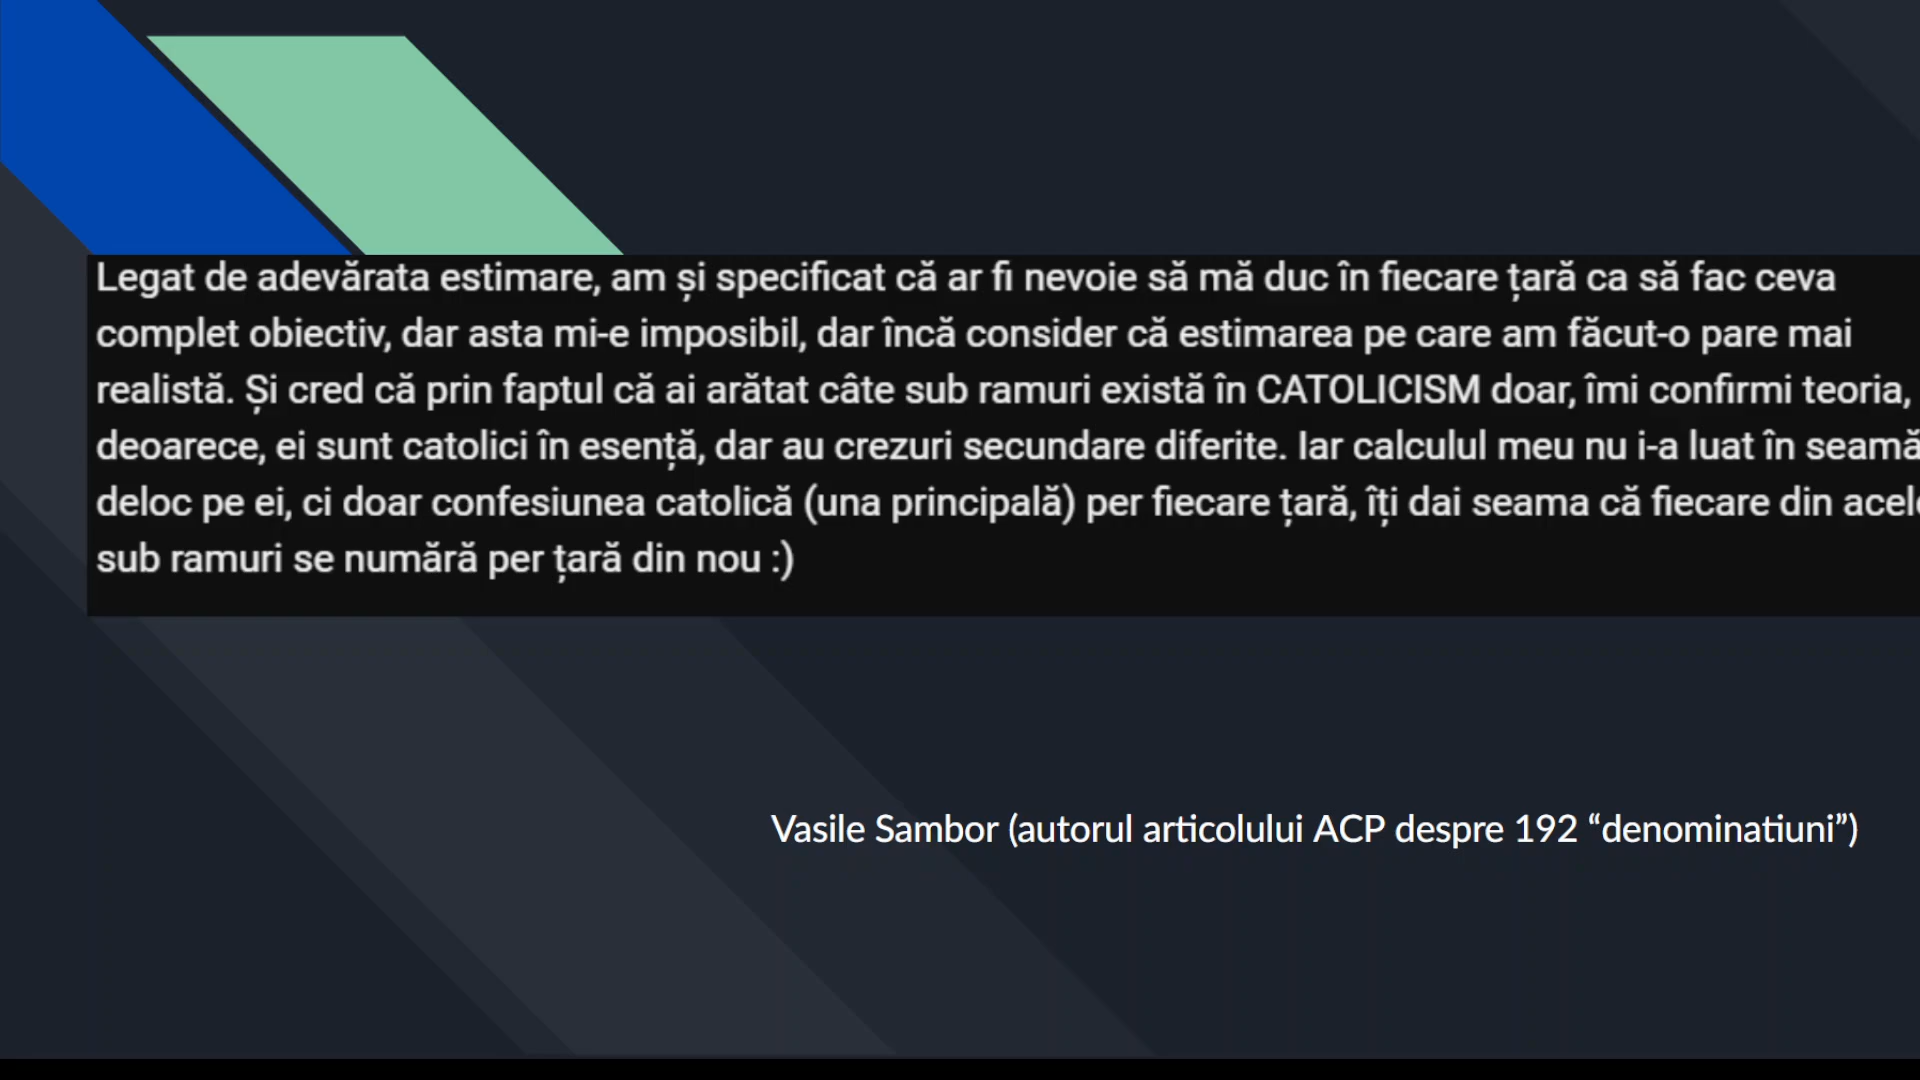 Legat de adevărata estimare, am și specificat că ar fi nevoie să mă duc în fiecare țară ca să fac ceva
complet obiectiv, dar asta mi-e imposibil, dar încă consider că estimarea pe care am făcut-o pare mai
realistă. Și cred că prin faptul că ai arătat câte sub ramuri există în CATOLICISM doar, îmi confirmi teoria,
deoarece, ei sunt catolici în esență, dar au crezuri secundare diferite. Iar calculul meu nu i-a luat în seamă
deloc pe ei, ci doar confesiunea catolică (una principală) per fiecare țară, îți dai seama că fiecare din
sub ramuri se numără per țară din nou :)
Vasile Sambor (autorul articolului ACP despre 192 “denominatiuni”)